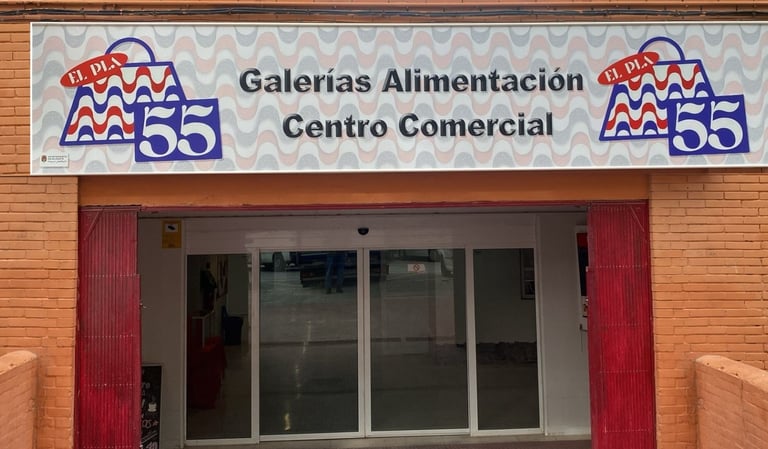 EL PLA
55
Galerías Alimentación
Centro Comercial
EL PLA
55